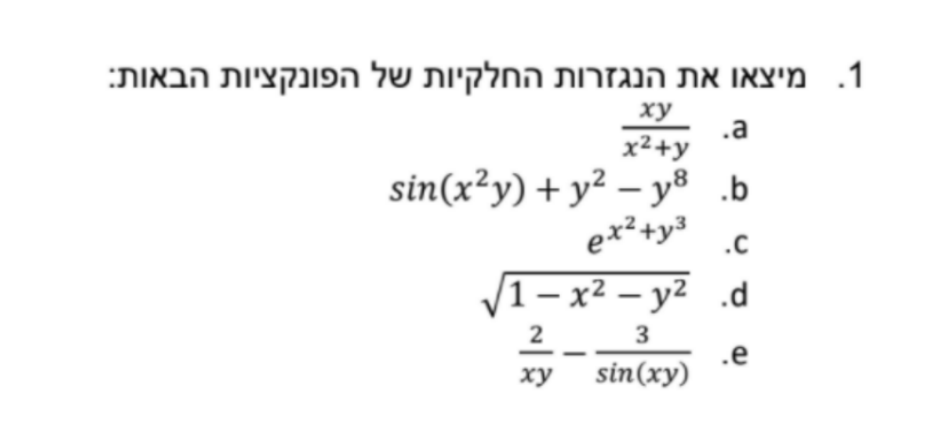 1. מיצאו את הנגזרות החלקיות של הפונקציות הבאות:
a. \frac{xy}{x^2+y}
b. sin(x^2y) + y^2 − y^8
c. e^{x^2+y^3}
d. \sqrt{1 − x^2 − y^2}
e. \frac{2}{xy} − \frac{3}{sin(xy)}